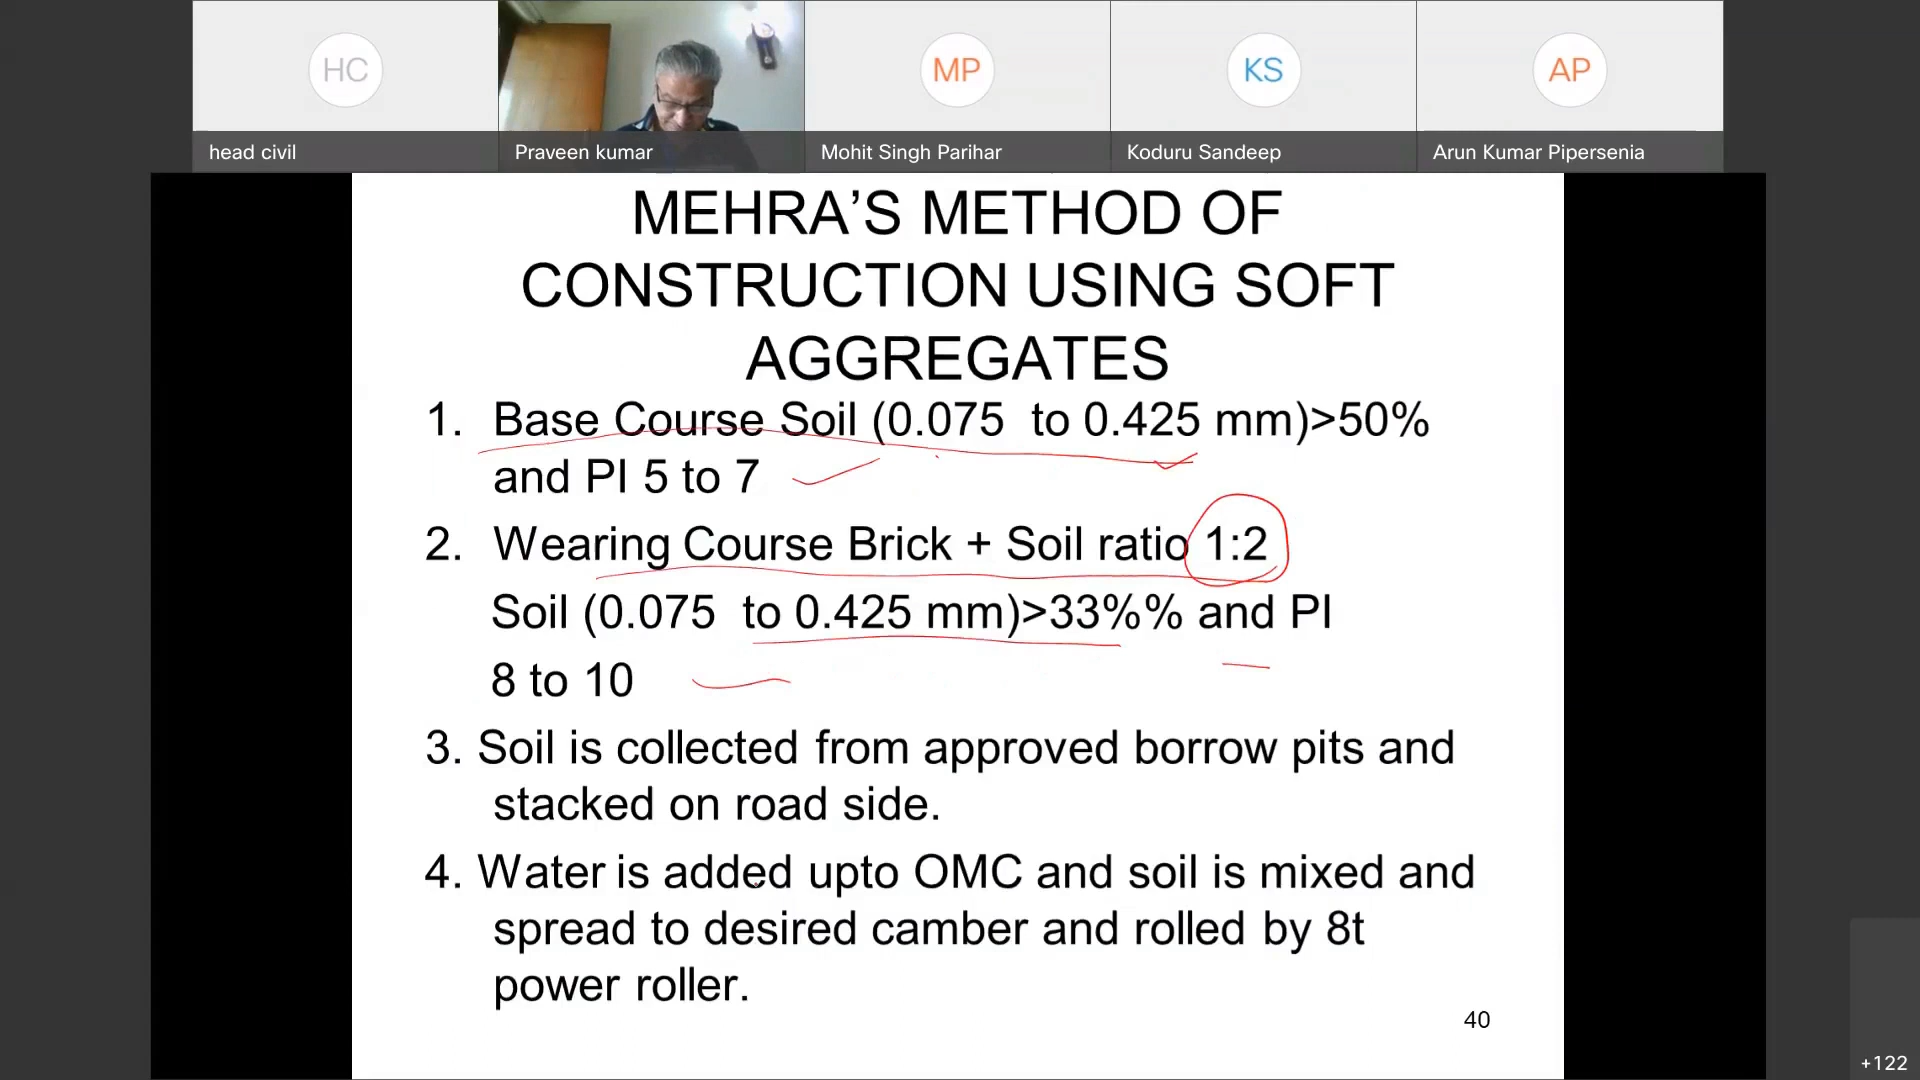 HC
MP
KS
AP
head civil
Praveen kumar
Mohit Singh Parihar
Koduru Sandeep
Arun Kumar Pipersenia
MEHRA’S METHOD OF
CONSTRUCTION USING SOFT
AGGREGATES
1. Base Course Soil (0.075 to 0.425 mm)>50%
and PI 5 to 7
2. Wearing Course Brick + Soil ratio 1:2
Soil (0.075 to 0.425 mm)>33%% and PI
8 to 10
3. Soil is collected from approved borrow pits and
stacked on road side.
4. Water is added upto OMC and soil is mixed and
spread to desired camber and rolled by 8t
power roller.
40
+122